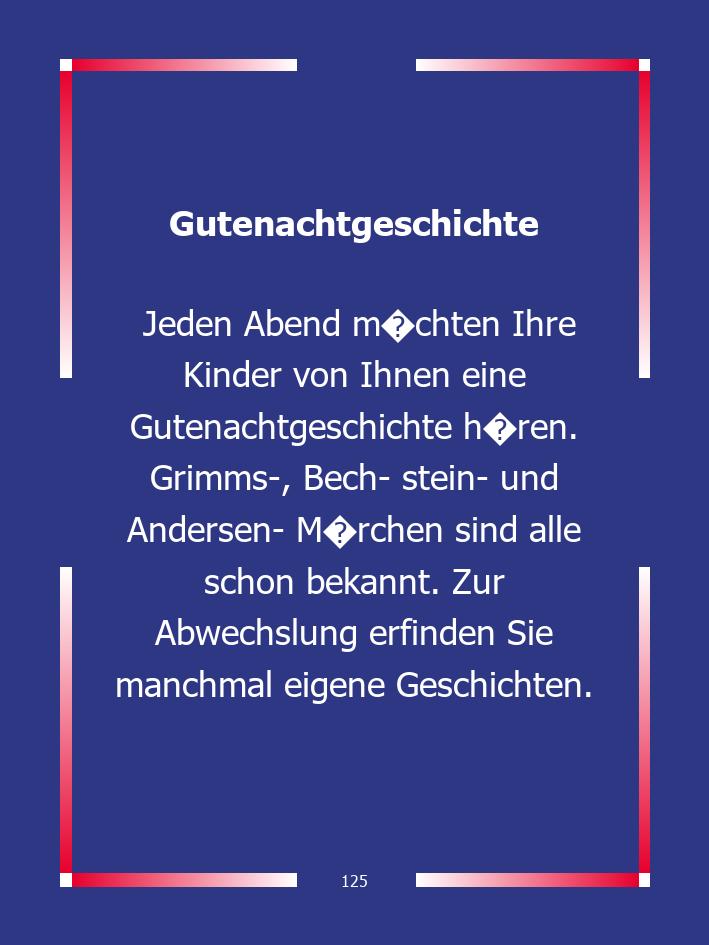 Gutenachtgeschichte
Jeden Abend m�chten Ihre
Kinder von Ihnen eine
Gutenachtgeschichte h�ren.
Grimms-, Bech- stein- und
Andersen- M�rchen sind alle
schon bekannt. Zur
Abwechslung erfinden Sie
manchmal eigene Geschichten.
125